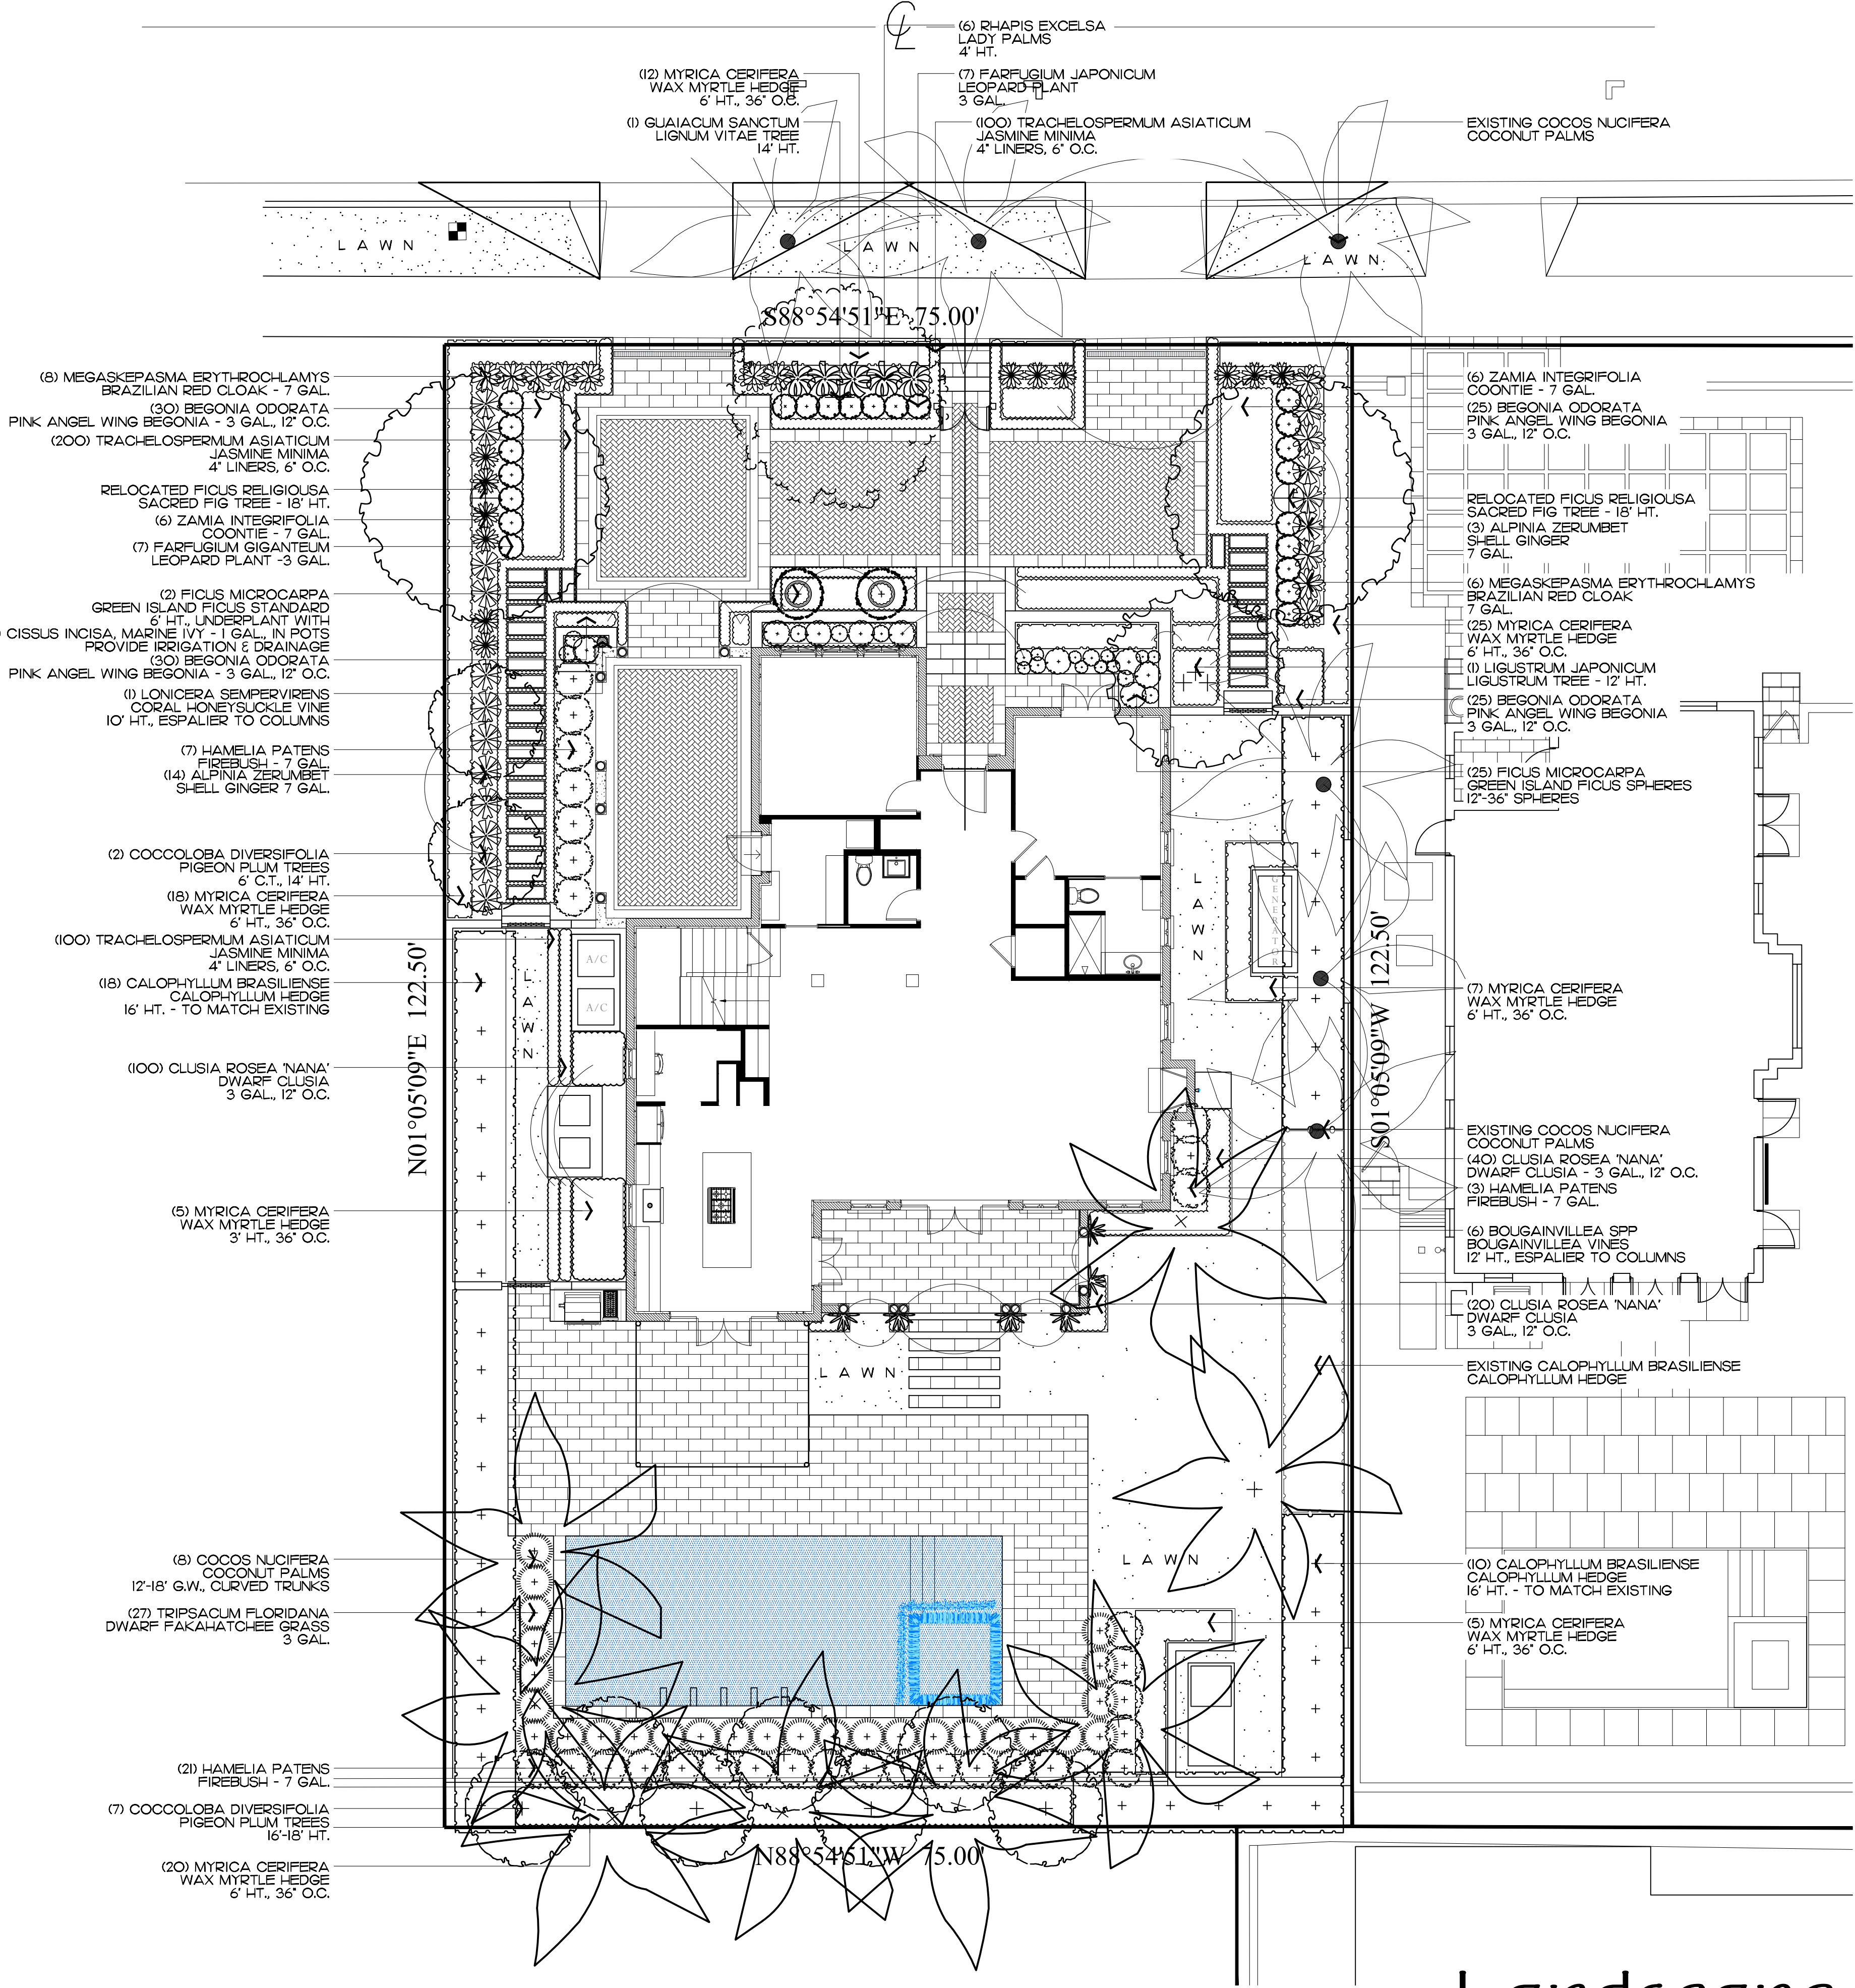 ℄
(6) RHAPIS EXCELSA
LADY PALMS
4' HT.
(12) MYRICA CERIFERA
WAX MYRTLE HEDGE
6' HT., 36" O.C.
(7) FARFUGIUM JAPONICUM
LEOPARD PLANT
3 GAL.
(1) GUAIACUM SANCTUM
LIGNUM VITAE TREE
14' HT.
(100) TRACHELOSPERMUM ASIATICUM
JASMINE MINIMA
4" LINERS, 6" O.C.
EXISTING COCOS NUCIFERA
COCONUT PALMS
LAWN
LAWN
LAWN
S88°54'51"E 75.00'
(8) MEGASKEPASMA ERYTHROCHLAMYS
BRAZILIAN RED CLOAK - 7 GAL.
(30) BEGONIA ODORATA
PINK ANGEL WING BEGONIA - 3 GAL., 12" O.C.
(200) TRACHELOSPERMUM ASIATICUM
JASMINE MINIMA
4" LINERS, 6" O.C.
RELOCATED FICUS RELIGIOUSA
SACRED FIG TREE - 18' HT.
(6) ZAMIA INTEGRIFOLIA
COONTIE - 7 GAL.
(7) FARFUGIUM GIGANTEUM
LEOPARD PLANT -3 GAL.
(2) FICUS MICROCARPA
GREEN ISLAND FICUS STANDARD
6' HT., UNDERPLANT WITH
CISSUS INCISA, MARINE IVY - 1 GAL., IN POTS
PROVIDE IRRIGATION & DRAINAGE
(30) BEGONIA ODORATA
PINK ANGEL WING BEGONIA - 3 GAL., 12" O.C.
(1) LONICERA SEMPERVIRENS
CORAL HONEYSUCKLE VINE
10' HT., ESPALIER TO COLUMNS
(7) HAMELIA PATENS
FIREBUSH - 7 GAL.
(14) ALPINIA ZERUMBET
SHELL GINGER 7 GAL.
(2) COCCOLOBA DIVERSIFOLIA
PIGEON PLUM TREES
6' C.T., 14' HT.
(18) MYRICA CERIFERA
WAX MYRTLE HEDGE
6' HT., 36" O.C.
(100) TRACHELOSPERMUM ASIATICUM
JASMINE MINIMA
4" LINERS, 6" O.C.
(18) CALOPHYLLUM BRASILIENSE
CALOPHYLLUM HEDGE
16' HT. - TO MATCH EXISTING
(100) CLUSIA ROSEA 'NANA'
DWARF CLUSIA
3 GAL., 12" O.C.
(5) MYRICA CERIFERA
WAX MYRTLE HEDGE
3' HT., 36" O.C.
(8) COCOS NUCIFERA
COCONUT PALMS
12'-18' G.W., CURVED TRUNKS
(27) TRIPSACUM FLORIDANA
DWARF FAKAHATCHEE GRASS
3 GAL.
(21) HAMELIA PATENS
FIREBUSH - 7 GAL.
(7) COCCOLOBA DIVERSIFOLIA
PIGEON PLUM TREES
16'-18' HT.
(20) MYRICA CERIFERA
WAX MYRTLE HEDGE
6' HT., 36" O.C.
N01°05'09"E 122.50'
LAWN
A/C
A/C
LAWN
GENERATOR
LAWN
LAWN
S01°05'09"W 122.50'
N88°54'51"W 75.00'
(6) ZAMIA INTEGRIFOLIA
COONTIE - 7 GAL.
(25) BEGONIA ODORATA
PINK ANGEL WING BEGONIA
3 GAL., 12" O.C.
RELOCATED FICUS RELIGIOUSA
SACRED FIG TREE - 18' HT.
(3) ALPINIA ZERUMBET
SHELL GINGER
7 GAL.
(6) MEGASKEPASMA ERYTHROCHLAMYS
BRAZILIAN RED CLOAK
7 GAL.
(25) MYRICA CERIFERA
WAX MYRTLE HEDGE
6' HT., 36" O.C.
(1) LIGUSTRUM JAPONICUM
LIGUSTRUM TREE - 12' HT.
(25) BEGONIA ODORATA
PINK ANGEL WING BEGONIA
3 GAL., 12" O.C.
(25) FICUS MICROCARPA
GREEN ISLAND FICUS SPHERES
12"-36" SPHERES
(7) MYRICA CERIFERA
WAX MYRTLE HEDGE
6' HT., 36" O.C.
EXISTING COCOS NUCIFERA
COCONUT PALMS
(40) CLUSIA ROSEA 'NANA'
DWARF CLUSIA - 3 GAL., 12" O.C.
(3) HAMELIA PATENS
FIREBUSH - 7 GAL.
(6) BOUGAINVILLEA SPP
BOUGAINVILLEA VINES
12' HT., ESPALIER TO COLUMNS
(20) CLUSIA ROSEA 'NANA'
DWARF CLUSIA
3 GAL., 12" O.C.
EXISTING CALOPHYLLUM BRASILIENSE
CALOPHYLLUM HEDGE
(10) CALOPHYLLUM BRASILIENSE
CALOPHYLLUM HEDGE
16' HT. - TO MATCH EXISTING
(5) MYRICA CERIFERA
WAX MYRTLE HEDGE
6' HT., 36" O.C.